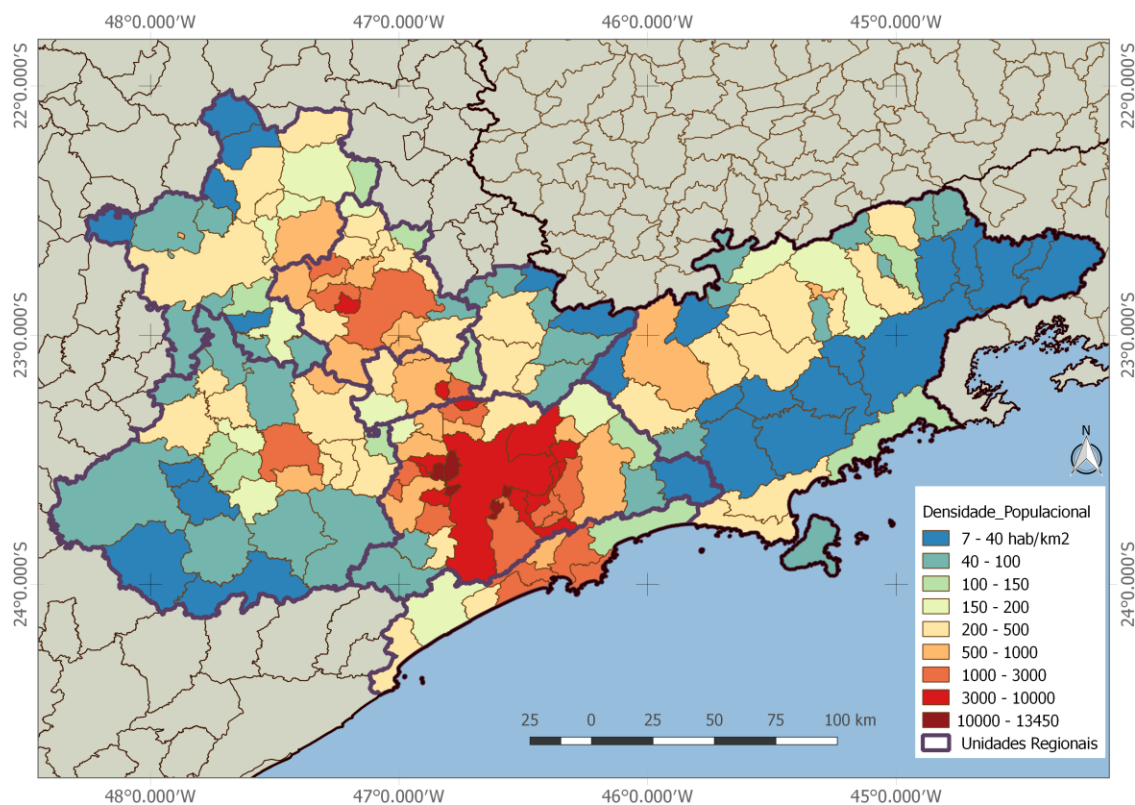 48°0.000'S 47°0.000'S 46°0.000'S 45°0.000'S
22°0.000'S 22°0.000'S
23°0.000'S 23°0.000'S
24°0.000'S 24°0.000'S
N
Densidade_Populacional
7 - 40 hab/km2
40 - 100
100 - 150
150 - 200
200 - 500
500 - 1000
1000 - 3000
3000 - 10000
10000 - 13450
Unidades Regionais
25 0 25 50 75 100 km
48°0.000'S 47°0.000'S 46°0.000'S 45°0.000'S